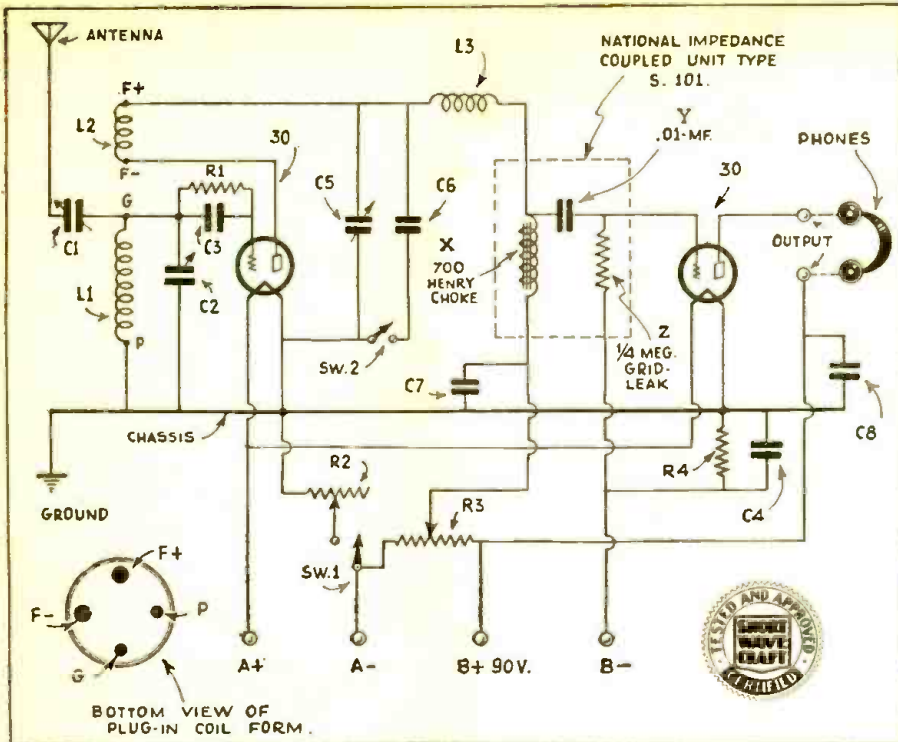 ANTENNA
NATIONAL IMPEDANCE
COUPLED UNIT TYPE
S. 101.
L3
F+
L2
F-
30
Y
.01-MF.
PHONES
G
R1
C5
C6
30
C1
C3
X
700
HENRY
CHOKE
OUTPUT
L1
C2
P
SW.2
Z
1/4 MEG.
GRID-
LEAK
C7
CHASSIS
C8
R2
R4
GROUND
R3
C4
SW.1
F+
F-
P
G
A+
A-
B+ 90V.
B-
BOTTOM VIEW OF
PLUG-IN COIL FORM.
TESTED AND APPROVED
SHORT
WAVE
CRAFT
CERTIFIED